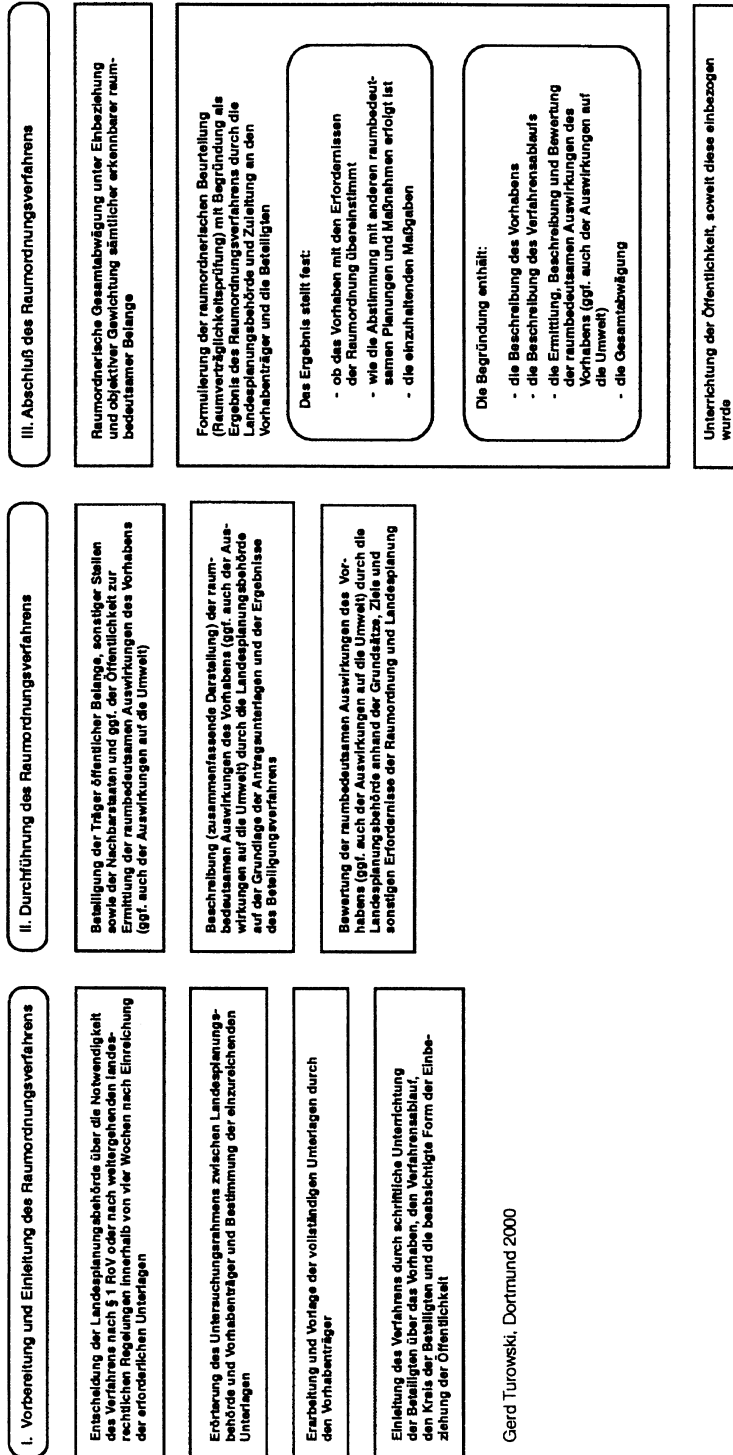 I. Vorbereitung und Einleitung des Raumordnungsverfahrens
Entscheidung der Landesplanungsbehörde über die Notwendigkeit
des Verfahrens nach § 1 RoV oder nach weitergehenden landes-
rechtlichen Regelungen innerhalb von vier Wochen nach Einreichung
der erforderlichen Unterlagen
Erörterung des Untersuchungsrahmens zwischen Landesplanungs-
behörde und Vorhabenträger und Bestimmung der einzureichenden
Unterlagen
Erarbeitung und Vorlage der vollständigen Unterlagen durch
den Vorhabenträger
Einleitung des Verfahrens durch schriftliche Unterrichtung
der Beteiligten über das Vorhaben, den Verfahrensablauf,
den Kreis der Beteiligten und die beabsichtigte Form der Einbe-
ziehung der Öffentlichkeit
Gerd Turowski, Dortmund 2000
II. Durchführung des Raumordnungsverfahrens
Beteiligung der Träger öffentlicher Belange, sonstiger Stellen
sowie der Nachbarstaaten und ggf. der Öffentlichkeit zur
Ermittlung der raumbedeutsamen Auswirkungen des Vorhabens
(ggf. auch der Auswirkungen auf die Umwelt)
Beschreibung (zusammenfassende Darstellung) der raum-
bedeutsamen Auswirkungen des Vorhabens (ggf. auch der Aus-
wirkungen auf die Umwelt) durch die Landesplanungsbehörde
auf der Grundlage der Antragsunterlagen und der Ergebnisse
des Beteiligungsverfahrens
Bewertung der raumbedeutsamen Auswirkungen des Vor-
habens (ggf. auch der Auswirkungen auf die Umwelt) durch die
Landesplanungsbehörde anhand der Grundsätze, Ziele und
sonstigen Erfordernisse der Raumordnung und Landesplanung
III. Abschluß des Raumordnungsverfahrens
Raumordnerische Gesamtabwägung unter Einbeziehung
und objektiver Gewichtung sämtlicher erkennbarer raum-
bedeutsamer Belange
Formulierung der raumordnerischen Beurteilung
(Raumverträglichkeitsprüfung) mit Begründung als
Ergebnis des Raumordnungsverfahrens durch die
Landesplanungsbehörde und Zuleitung an den
Vorhabenträger und die Beteiligten
Das Ergebnis stellt fest:
- ob das Vorhaben mit den Erfordernissen
der Raumordnung übereinstimmt
- wie die Abstimmung mit anderen raumbedeut-
samen Planungen und Maßnahmen erfolgt ist
- die einzuhaltenden Maßgaben
Die Begründung enthält:
- die Beschreibung des Vorhabens
- die Beschreibung des Verfahrensablaufs
- die Ermittlung, Beschreibung und Bewertung
der raumbedeutsamen Auswirkungen des
Vorhabens (ggf. auch der Auswirkungen auf
die Umwelt)
- die Gesamtabwägung
Unterrichtung der Öffentlichkeit, soweit diese einbezogen
wurde